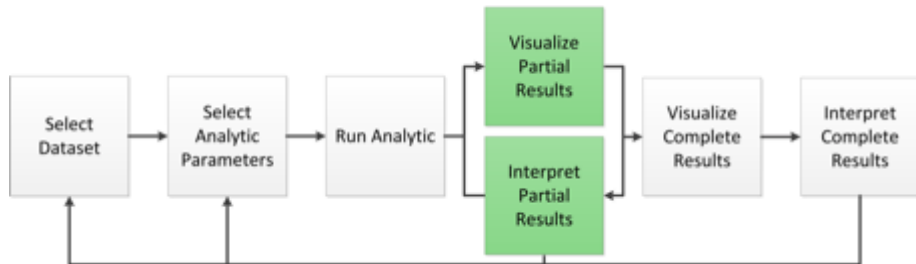 Select
Dataset
Select
Analytic
Parameters
Run Analytic
Visualize
Partial
Results
Interpret
Partial
Results
Visualize
Complete
Results
Interpret
Complete
Results